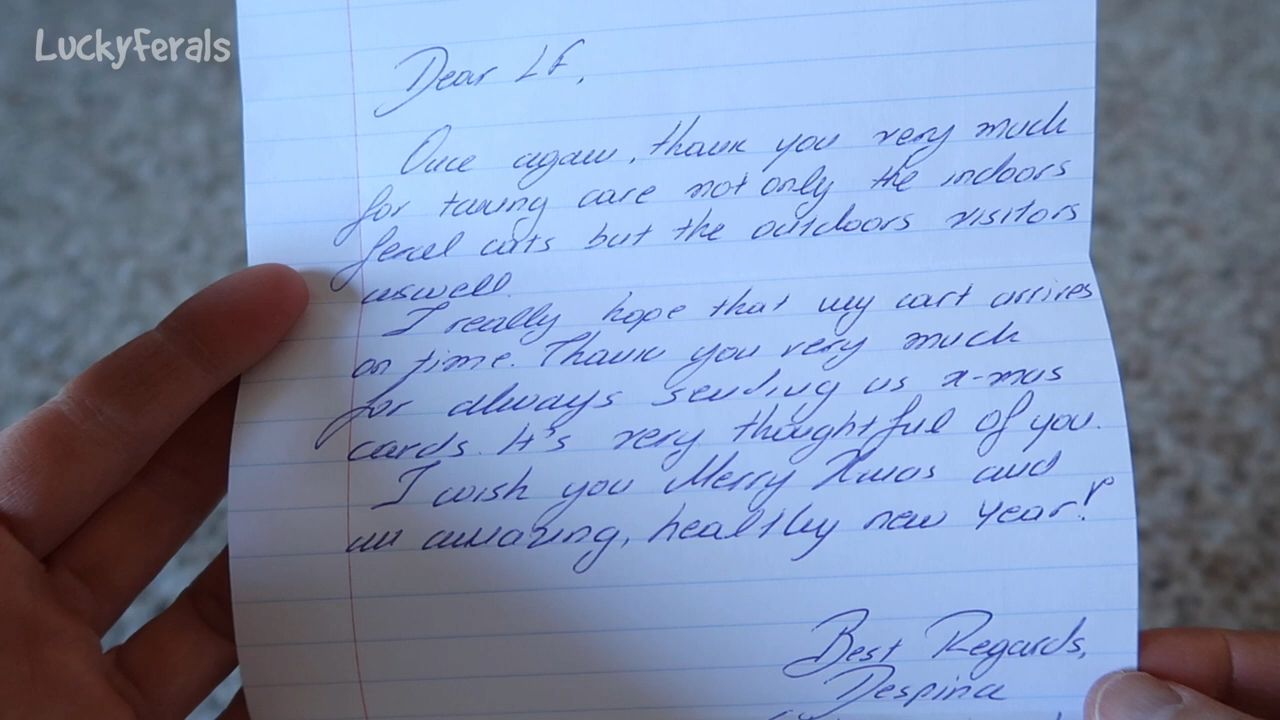 LuckyFerals
Dear LF,
Once again, thank you very much
for taking care not only the indoors
feral cats but the outdoors visitors
aswell.
I really hope that my cart arrives
on time. Thank you very much
for always sending us x-mas
cards. It's very thoughtful of you.
I wish you Merry Xmas and
an amazing, healthy new year!
Best Regards,
Despina